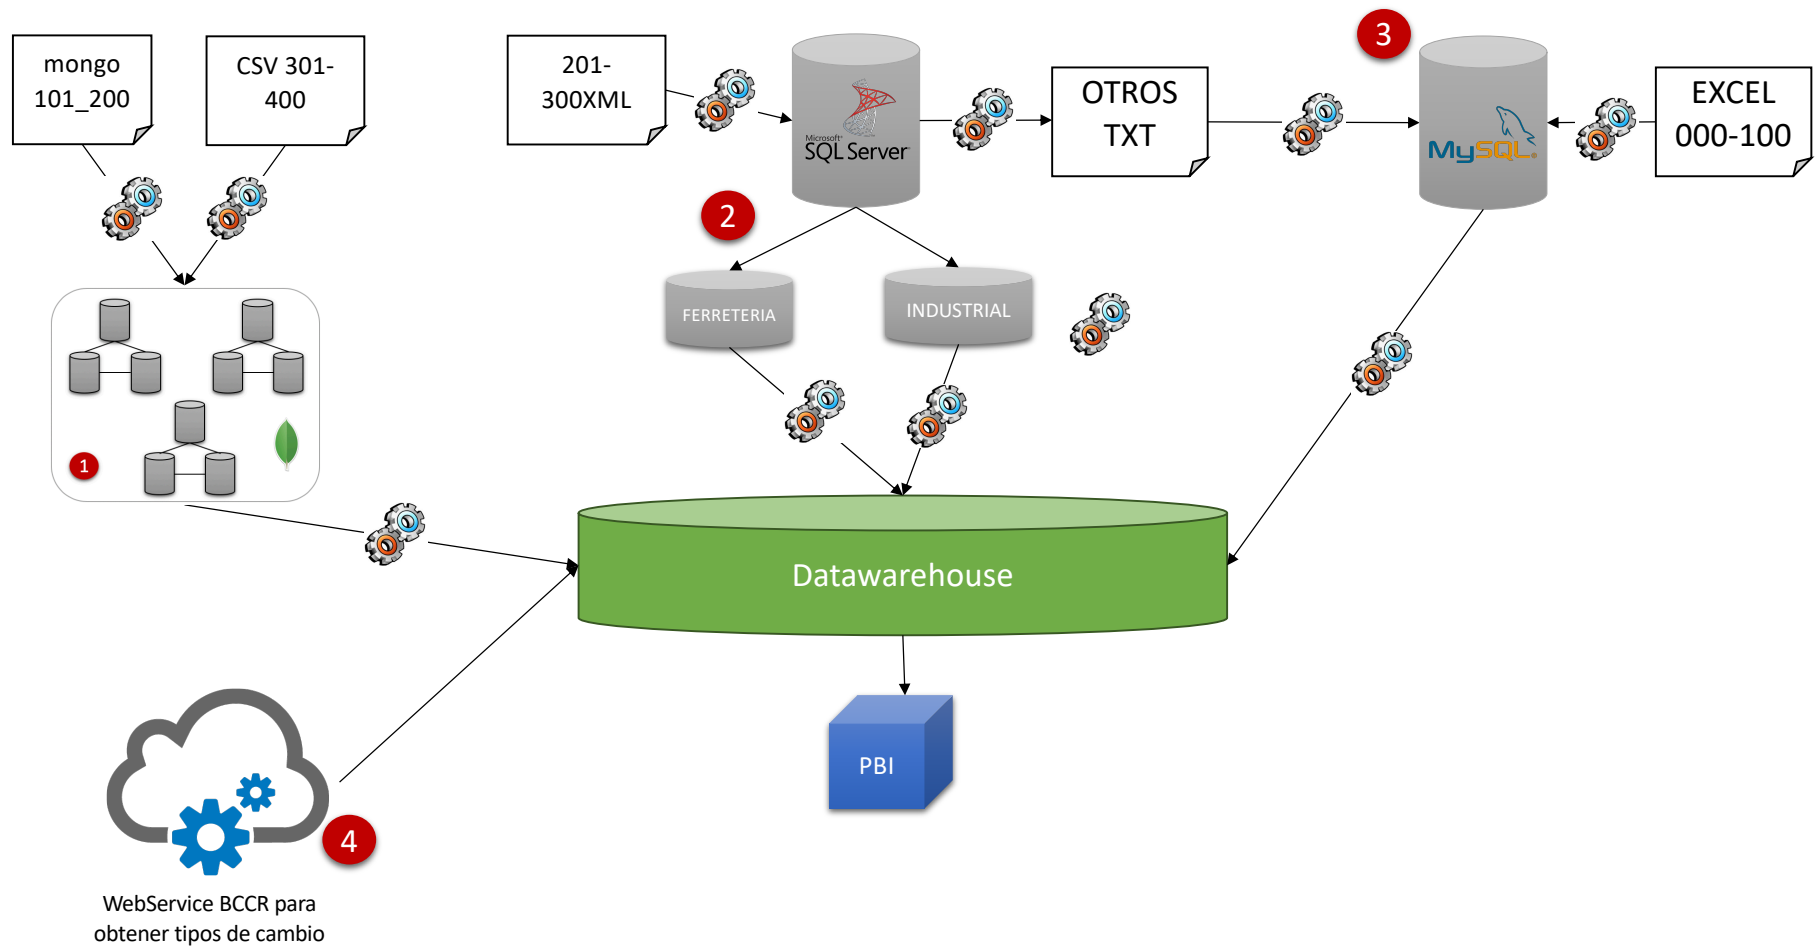 mongo
101_200
CSV 301-
400
201-
300XML
Microsoft®
SQL Server
OTROS
TXT
3
MySQL®
EXCEL
000-100
2
FERRETERIA
INDUSTRIAL
1
Datawarehouse
PBI
4
WebService BCCR para
obtener tipos de cambio